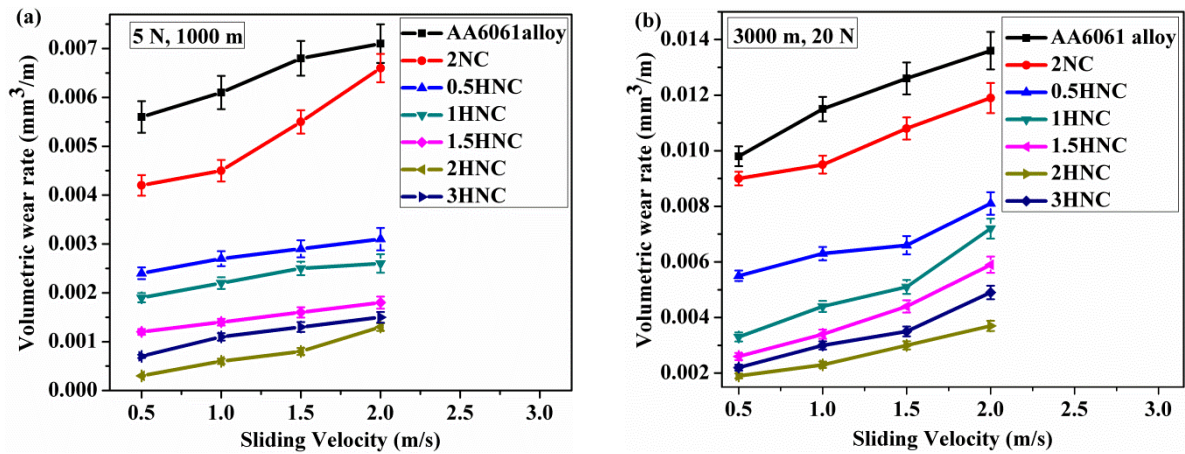 (a)
5 N, 1000 m
AA6061alloy
2NC
0.5HNC
1HNC
1.5HNC
2HNC
3HNC
Volumetric wear rate (mm³/m)
0.007
0.006
0.005
0.004
0.003
0.002
0.001
0.000
0.5 1.0 1.5 2.0 2.5 3.0
Sliding Velocity (m/s)
(b)
3000 m, 20 N
AA6061 alloy
2NC
0.5HNC
1HNC
1.5HNC
2HNC
3HNC
Volumetric wear rate (mm³/m)
0.014
0.012
0.010
0.008
0.006
0.004
0.002
0.5 1.0 1.5 2.0 2.5 3.0
Sliding Velocity (m/s)